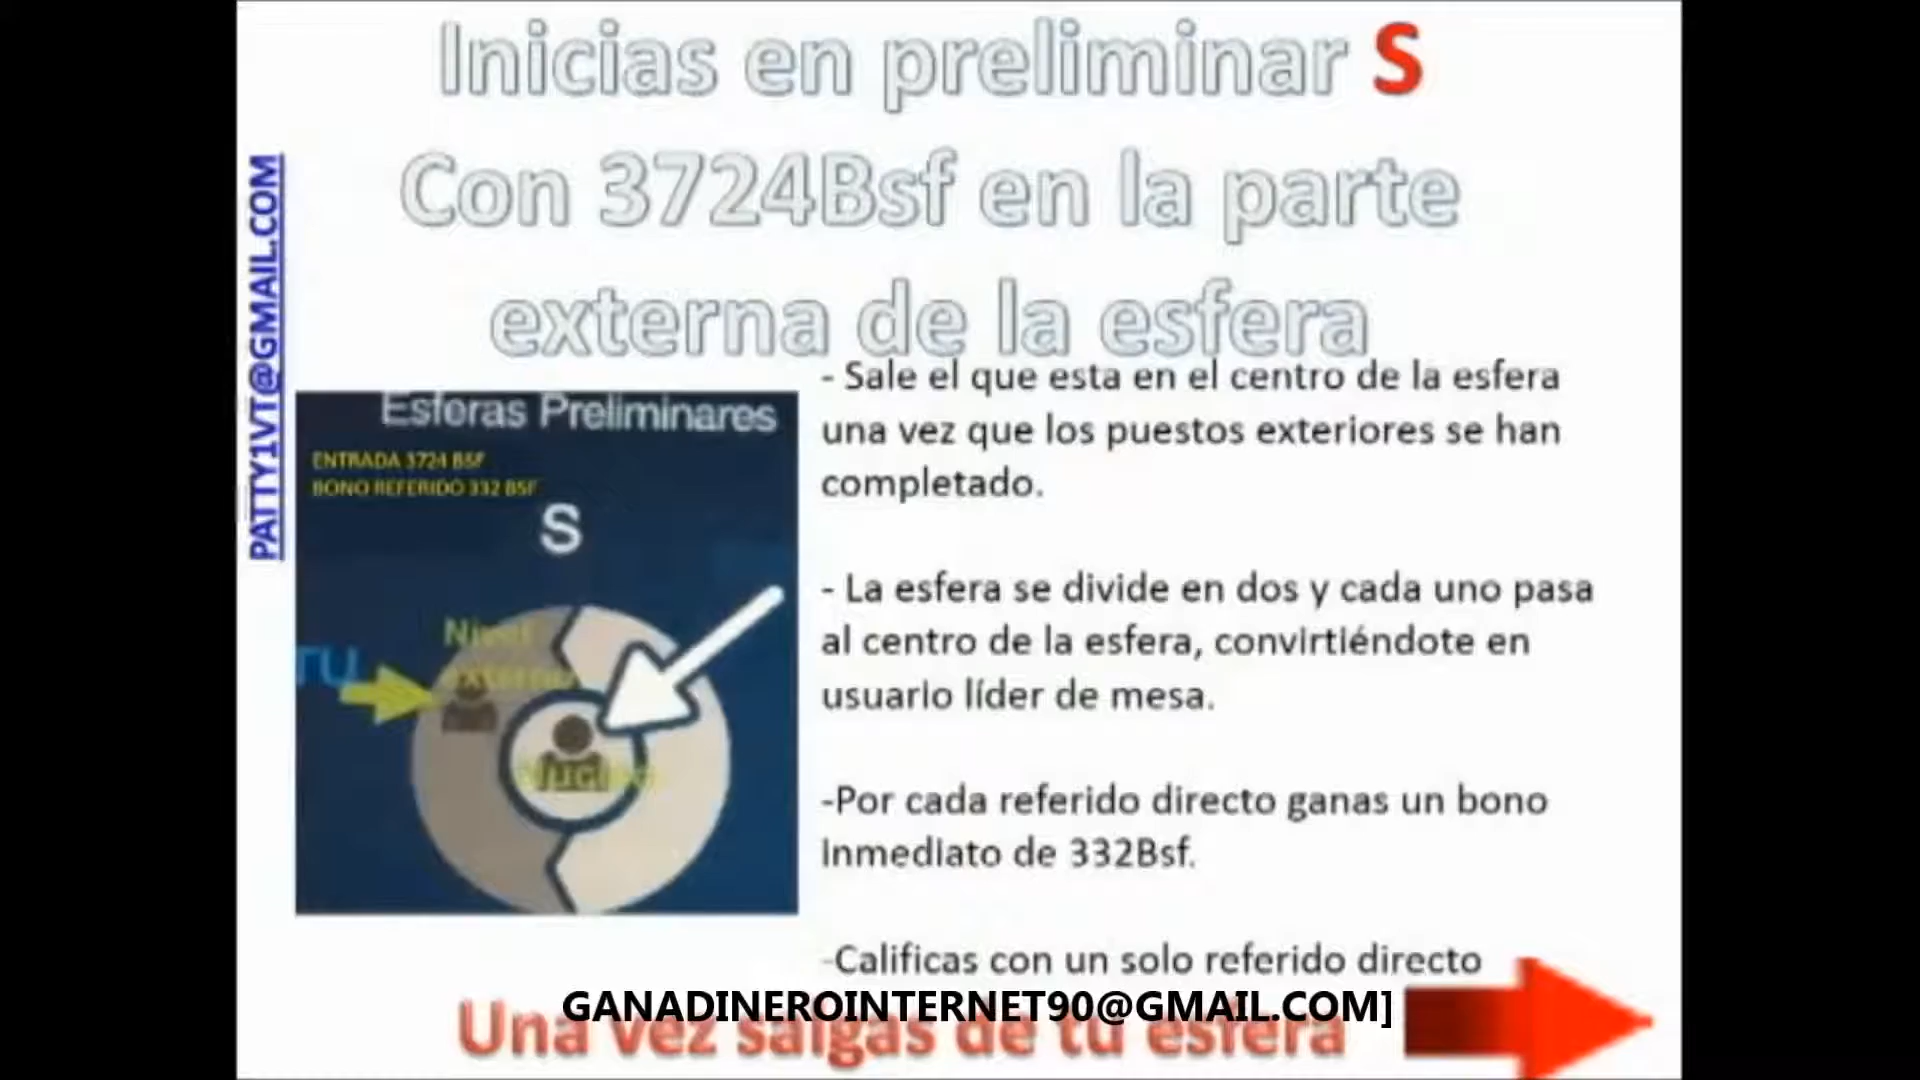 Inicias en preliminar S
Con 3724Bsf en la parte
externa de la esfera
PATTY1VT@GMAIL.COM
Esferas Preliminares
ENTRADA 3724 BSF
BONO REFERIDO 332 BSF
S
Nivel
externo
TU
Nucleo
- Sale el que esta en el centro de la esfera
una vez que los puestos exteriores se han
completado.
- La esfera se divide en dos y cada uno pasa
al centro de la esfera, convirtiéndote en
usuario líder de mesa.
-Por cada referido directo ganas un bono
inmediato de 332Bsf.
-Calificas con un solo referido directo
GANADINEROINTERNET90@GMAIL.COM]
Una vez salgas de tu esfera